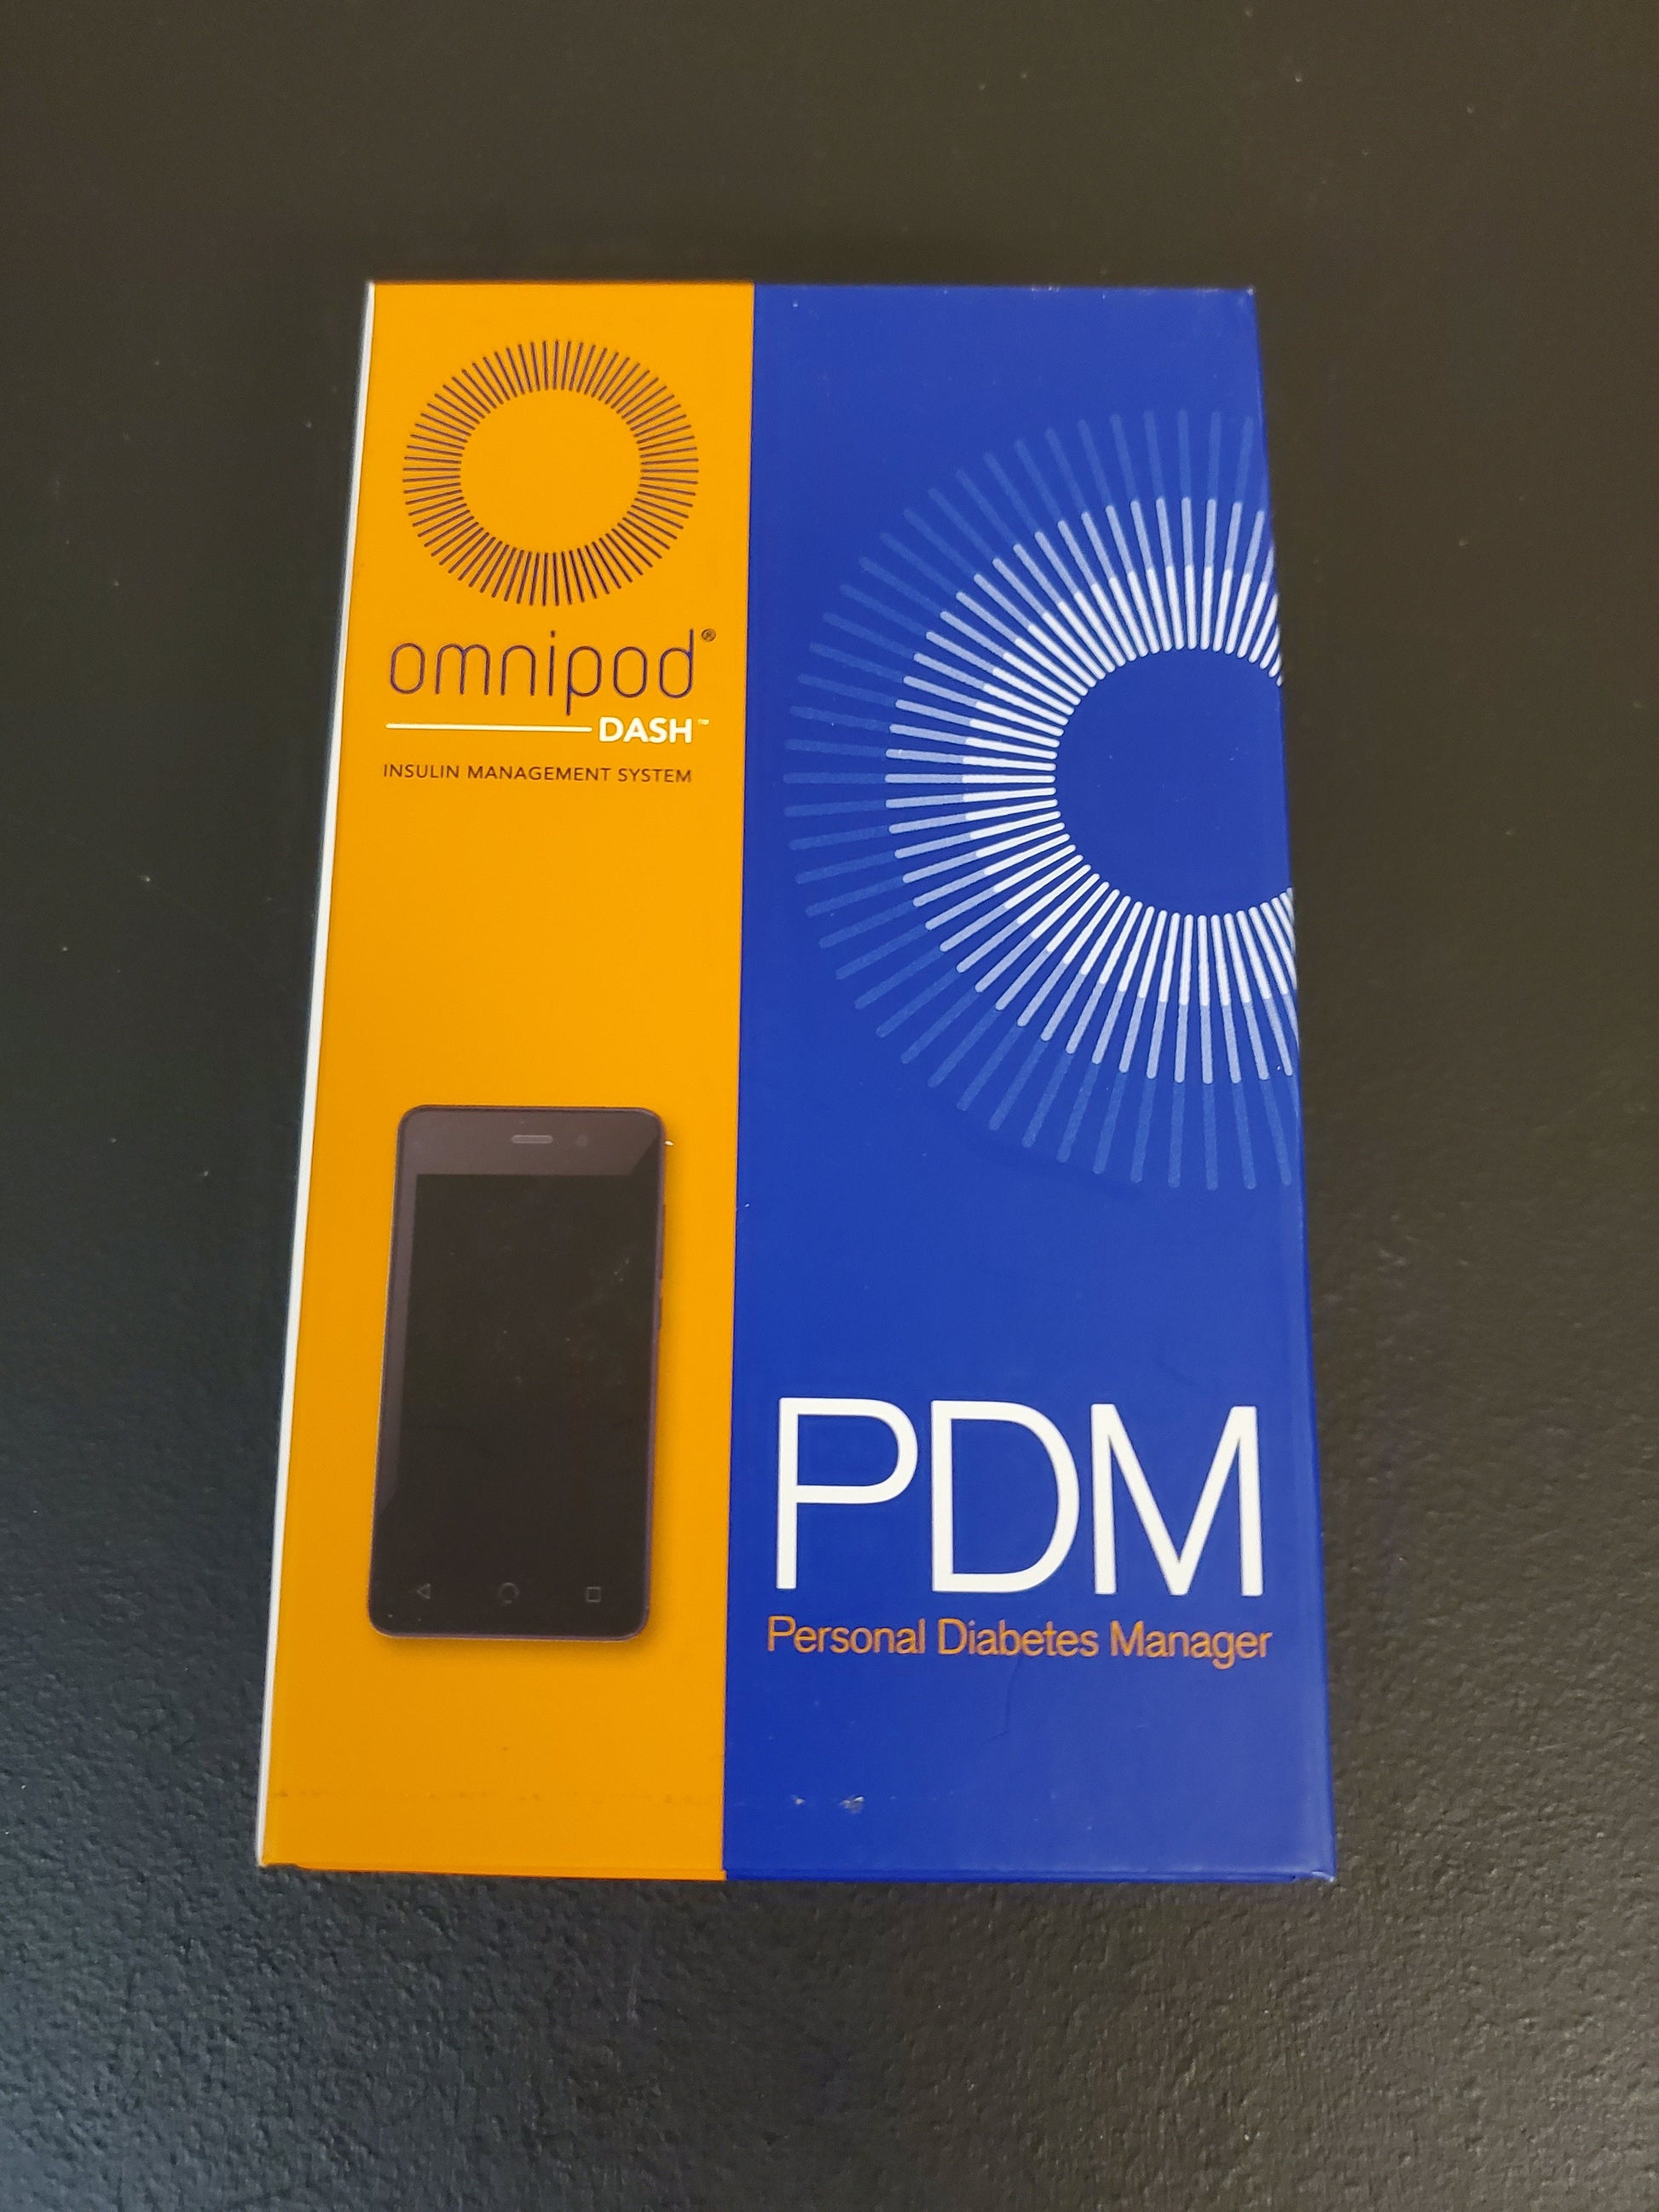 omnipod®
DASH™
INSULIN MANAGEMENT SYSTEM
PDM
Personal Diabetes Manager